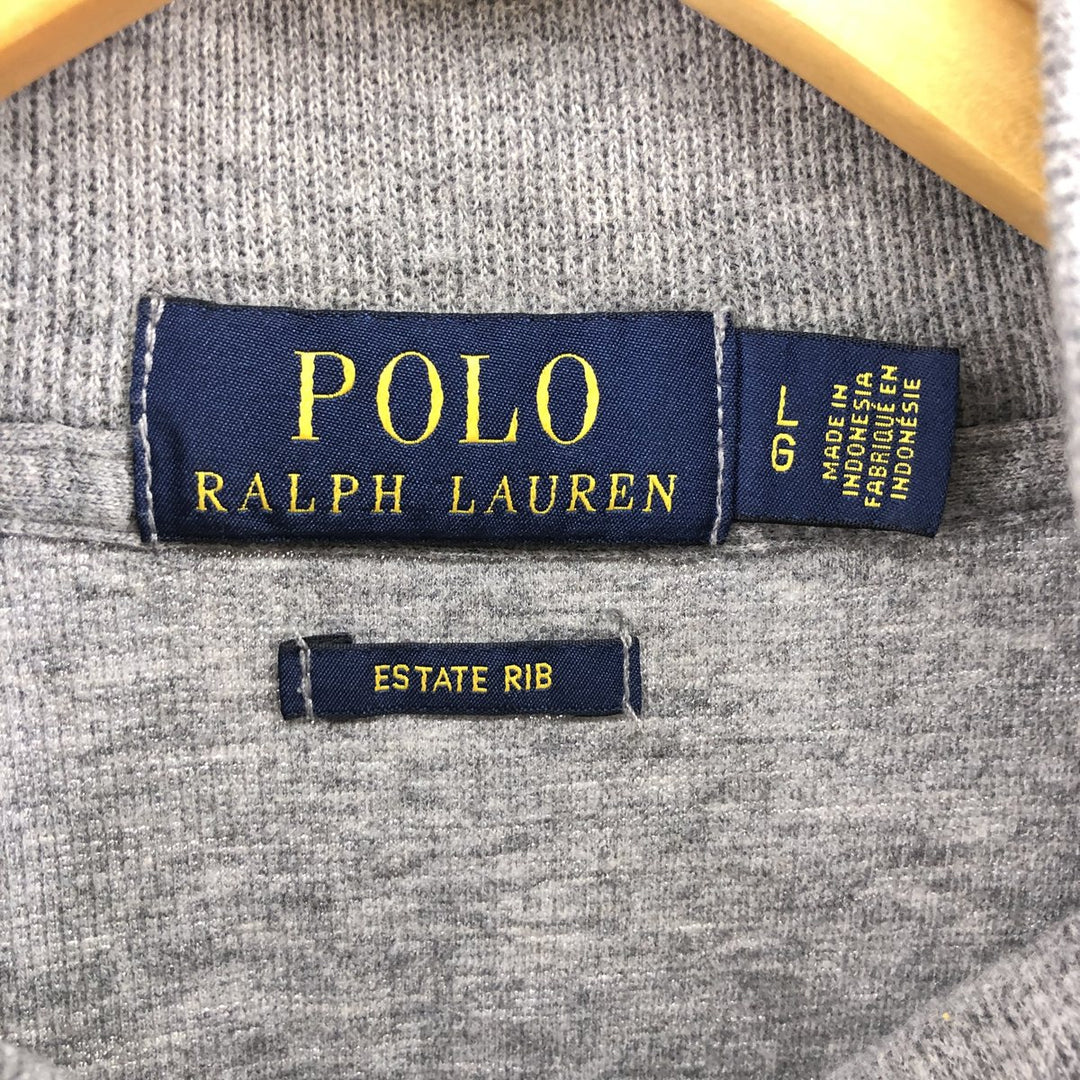 POLO
RALPH LAUREN
L
G
MADE IN
INDONESIA
FABRIQUÉ EN
INDONÉSIE
ESTATE RIB